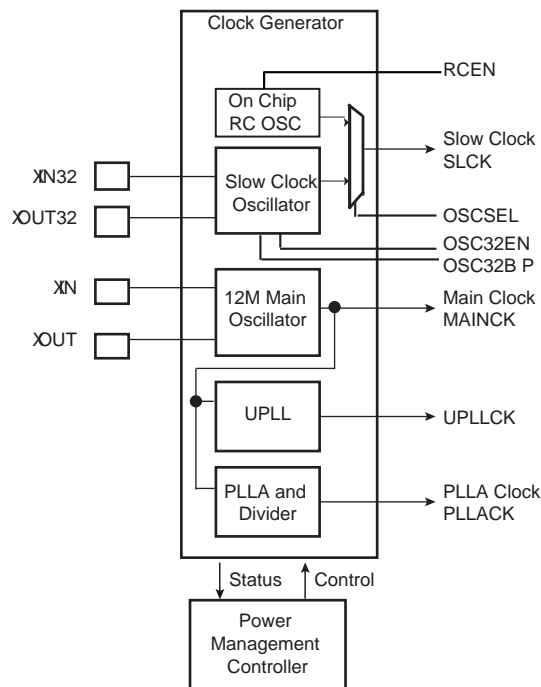 Clock Generator
RCEN
On Chip
RC OSC
Slow Clock
SLCK
XIN32
Slow Clock
Oscillator
XOUT32
OSCSEL
OSC32EN
OSC32B P
XIN
12M Main
Oscillator
Main Clock
MAINCK
XOUT
UPLL
UPLLCK
PLLA and
Divider
PLLA Clock
PLLACK
Status
Control
Power
Management
Controller